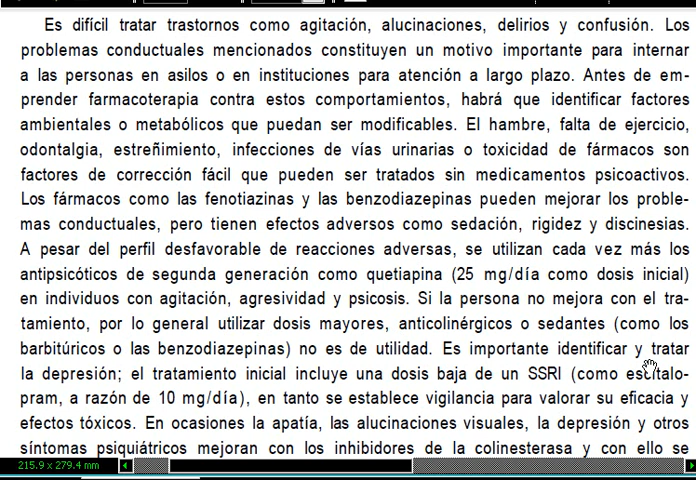 Es difícil tratar trastornos como agitación, alucinaciones, delirios y confusión. Los
problemas conductuales mencionados constituyen un motivo importante para internar
a las personas en asilos o en instituciones para atención a largo plazo. Antes de em-
prender farmacoterapia contra estos comportamientos, habrá que identificar factores
ambientales o metabólicos que puedan ser modificables. El hambre, falta de ejercicio,
odontalgia, estreñimiento, infecciones de vías urinarias o toxicidad de fármacos son
factores de corrección fácil que pueden ser tratados sin medicamentos psicoactivos.
Los fármacos como las fenotiazinas y las benzodiazepinas pueden mejorar los proble-
mas conductuales, pero tienen efectos adversos como sedación, rigidez y discinesias.
A pesar del perfil desfavorable de reacciones adversas, se utilizan cada vez más los
antipsicóticos de segunda generación como quetiapina (25 mg/día como dosis inicial)
en individuos con agitación, agresividad y psicosis. Si la persona no mejora con el tra-
tamiento, por lo general utilizar dosis mayores, anticolinérgicos o sedantes (como los
barbitúricos o las benzodiazepinas) no es de utilidad. Es importante identificar y tratar
la depresión; el tratamiento inicial incluye una dosis baja de un SSRI (como escitalo-
pram, a razón de 10 mg/día), en tanto se establece vigilancia para valorar su eficacia y
efectos tóxicos. En ocasiones la apatía, las alucinaciones visuales, la depresión y otros
síntomas psiquiátricos mejoran con los inhibidores de la colinesterasa y con ello se
215.9 x 279.4 mm